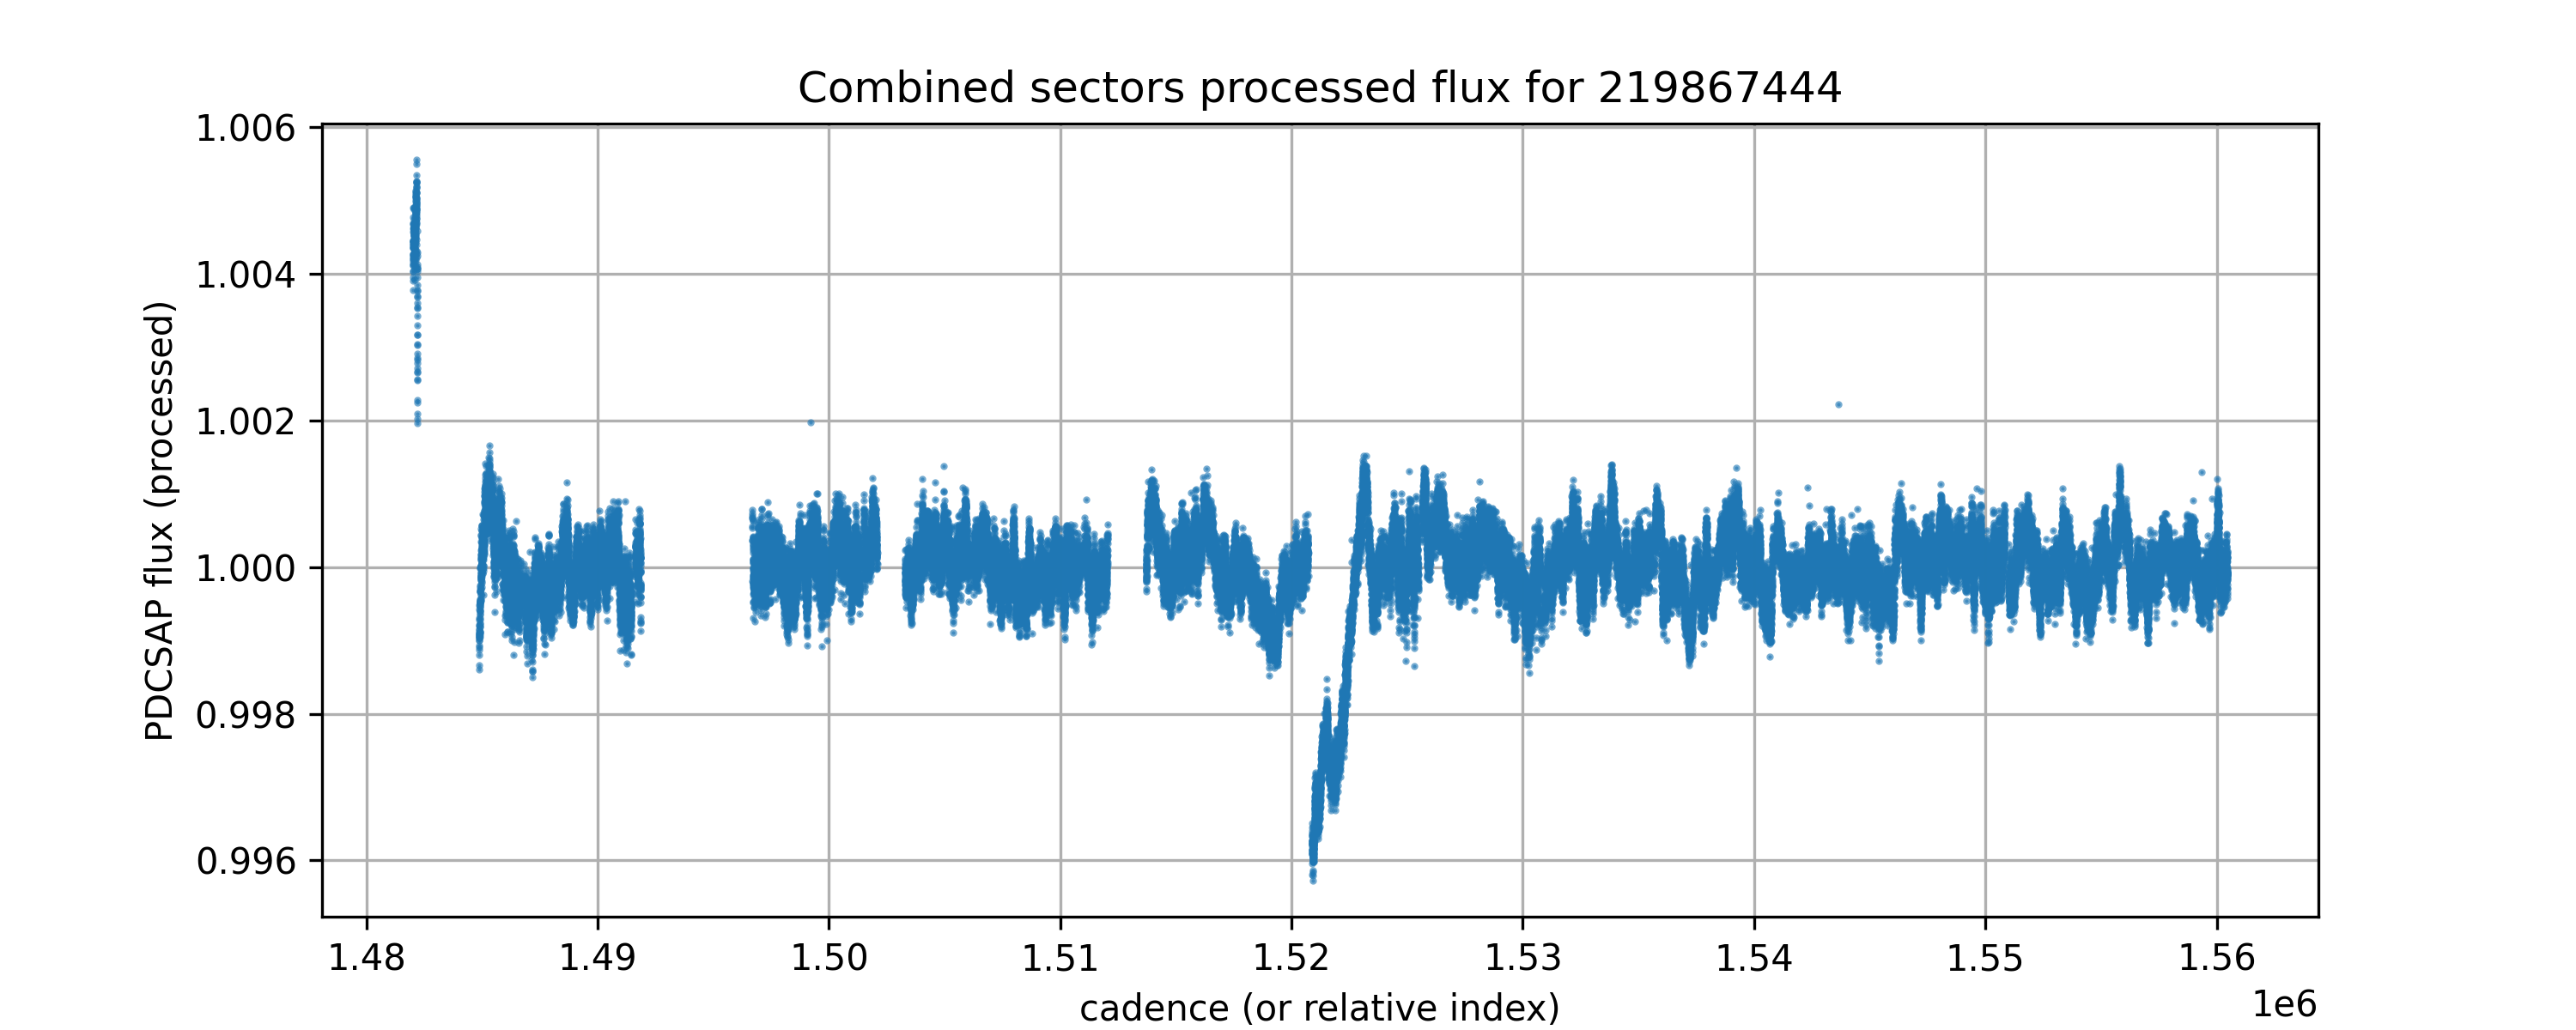 Combined sectors processed flux for 219867444
1.006
1.004
1.002
1.000
0.998
0.996
PDCSAP flux (processed)
1.48 1.49 1.50 1.51 1.52 1.53 1.54 1.55 1.56
1e6
cadence (or relative index)